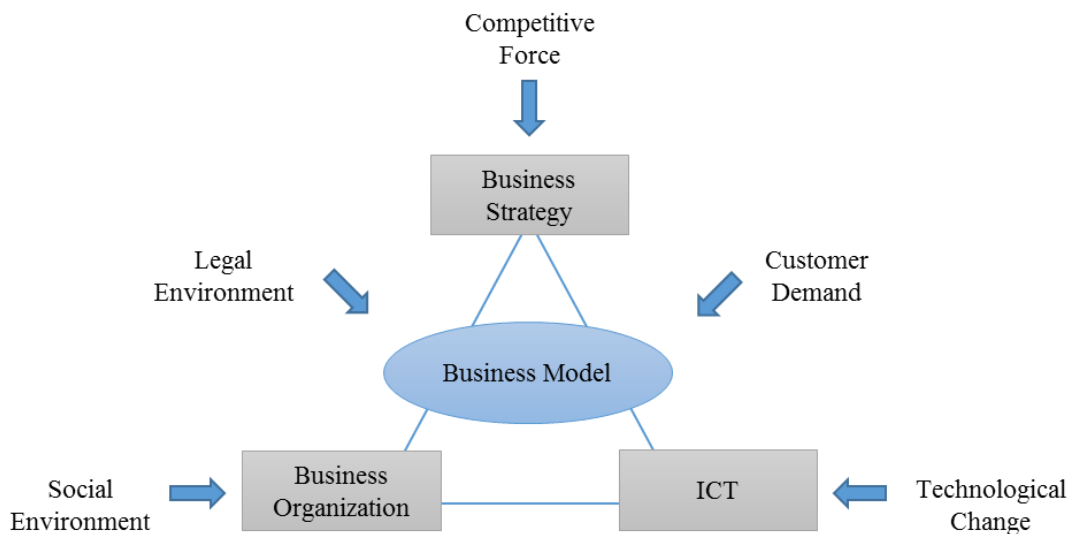 Competitive
Force
Business
Strategy
Legal
Environment
Customer
Demand
Business Model
Social
Environment
Business
Organization
ICT
Technological
Change